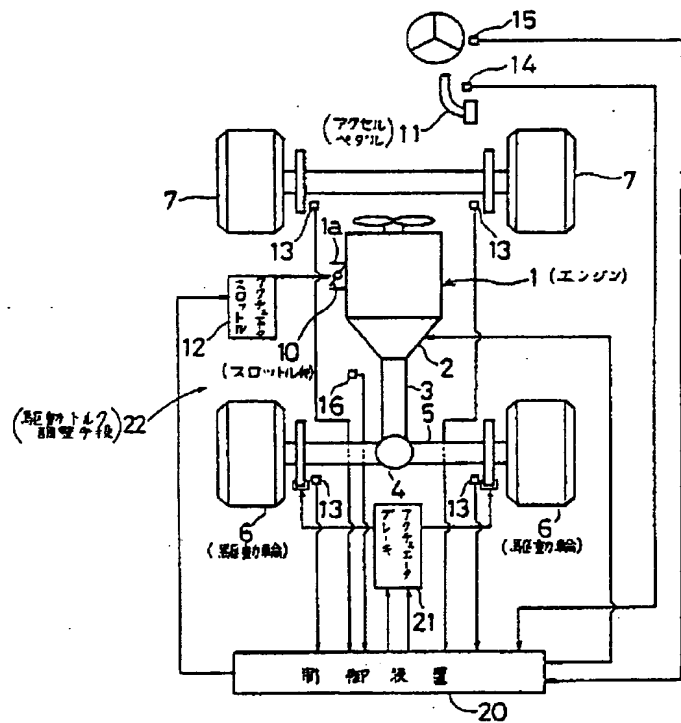 15
14
(アクセルペダル)
11
7
7
13
13
1a
1(エンジン)
スロットルアクチュエータ
12
10
(スロットル弁)
2
3
16
(駆動トルク調整手段)22
5
4
13
13
6
(駆動輪)
6
(駆動輪)
ブレーキアクチュエータ
21
制御装置
20